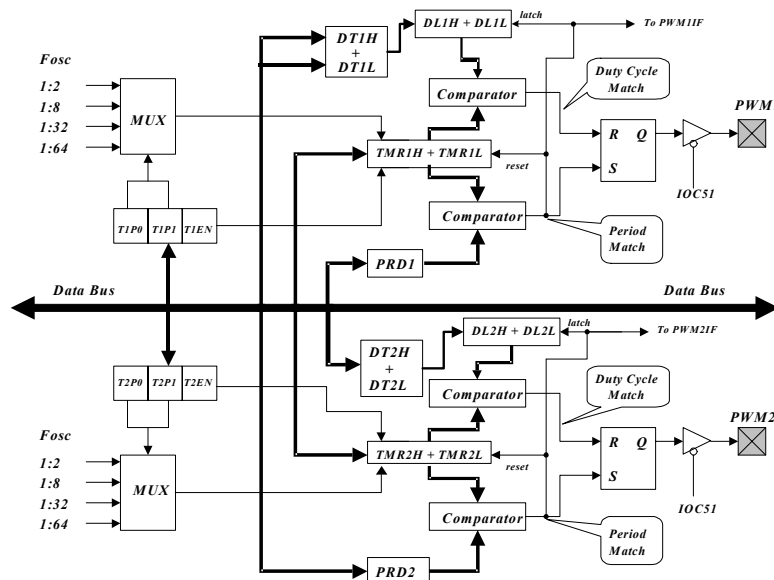 DL1H + DL1L
latch
To PWM1IF
DT1H
+
DT1L
Fosc
1:2
1:8
1:32
1:64
MUX
Comparator
Duty Cycle
Match
PWM
R Q
S
TMR1H + TMR1L
reset
IOC51
T1P0 T1P1 T1EN
Comparator
Period
Match
PRD1
Data Bus
Data Bus
DL2H + DL2L
latch
To PWM2IF
DT2H
+
DT2L
T2P0 T2P1 T2EN
Comparator
Duty Cycle
Match
PWM2
Fosc
1:2
1:8
1:32
1:64
MUX
TMR2H + TMR2L
reset
R Q
S
IOC51
Comparator
Period
Match
PRD2